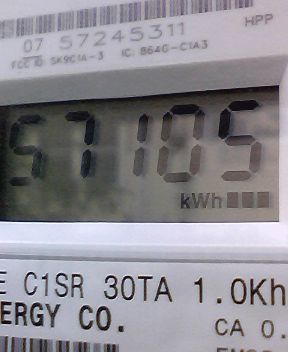 HPP
07 57245311
FCC ID: SK9C1A-3 IC: 864G-C1A3
57105
kWh
E C1SR 30TA 1.0Kh
ERGY CO.
CA 0.